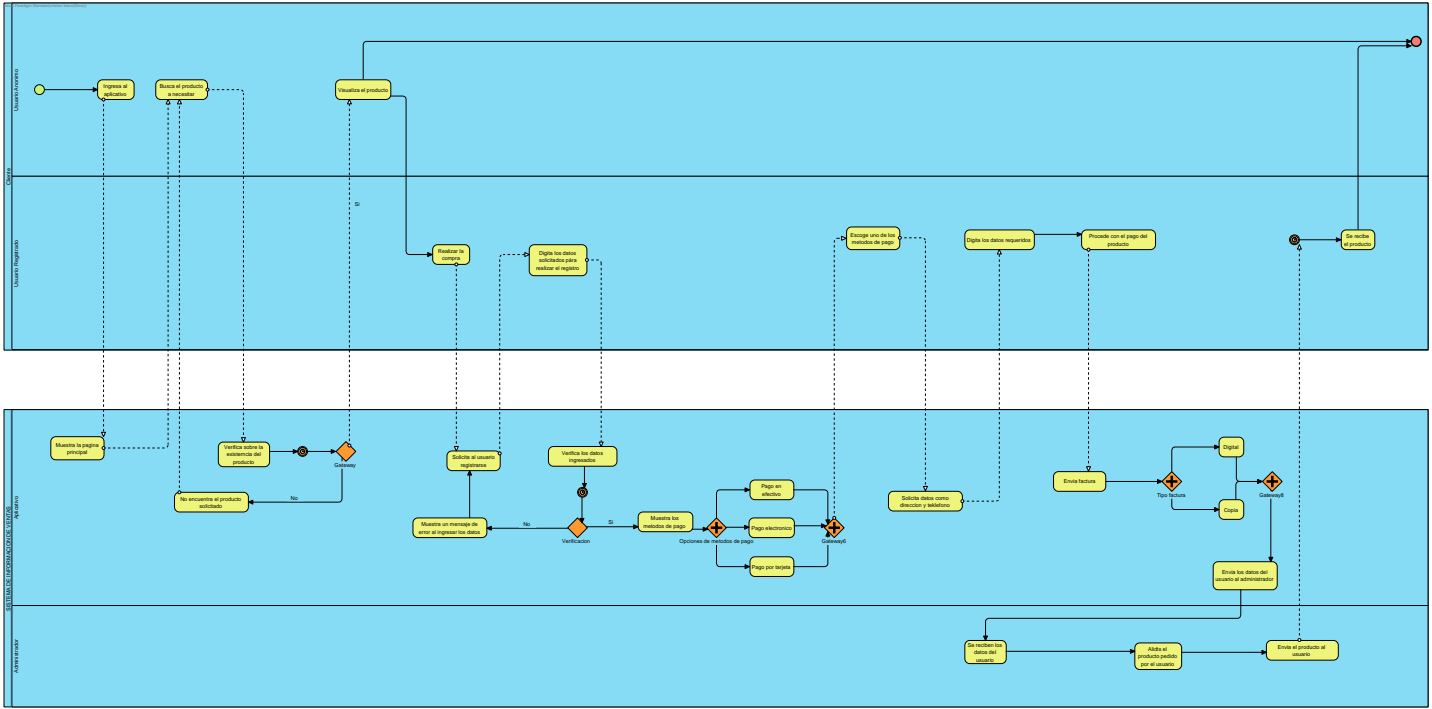 Cliente
Usuario Anonimo
Ingresa al
aplicativo
Busca el producto
a necesitar
Visualiza el producto
Si
Usuario Registrado
Realizar la
compra
Digita los datos
solicitados pára
realizar el registro
Escoge uno de los
metodos de pago
Digita los datos requeridos
Procede con el pago del
producto
Se recibe
el producto
SISTEMA DE INFORMACION DE VENTAS
Aplicativo
Muestra la pagina
principal
Verifica sobre la
existencia del
producto
Gateway
No
No encuentra el producto
solicitado
Solicita al usuario
registrarse
Verifica los datos
ingresados
Muestra un mensaje de
error al ingresar los datos
No
Verificacion
Si
Muestra los
metodos de pago
Opciones de metodos de pago
Pago en
efectivo
Pago electronico
Pago por tarjeta
Gateway6
Solicita datos como
direccion y teklefono
Envia factura
Tipo factura
Digital
Copia
Gateway8
Envia los datos del
usuario al administrador
Administrador
Se reciben los
datos del
usuario
Alidta el
producto pedido
por el usuario
Envia el producto al
usuario